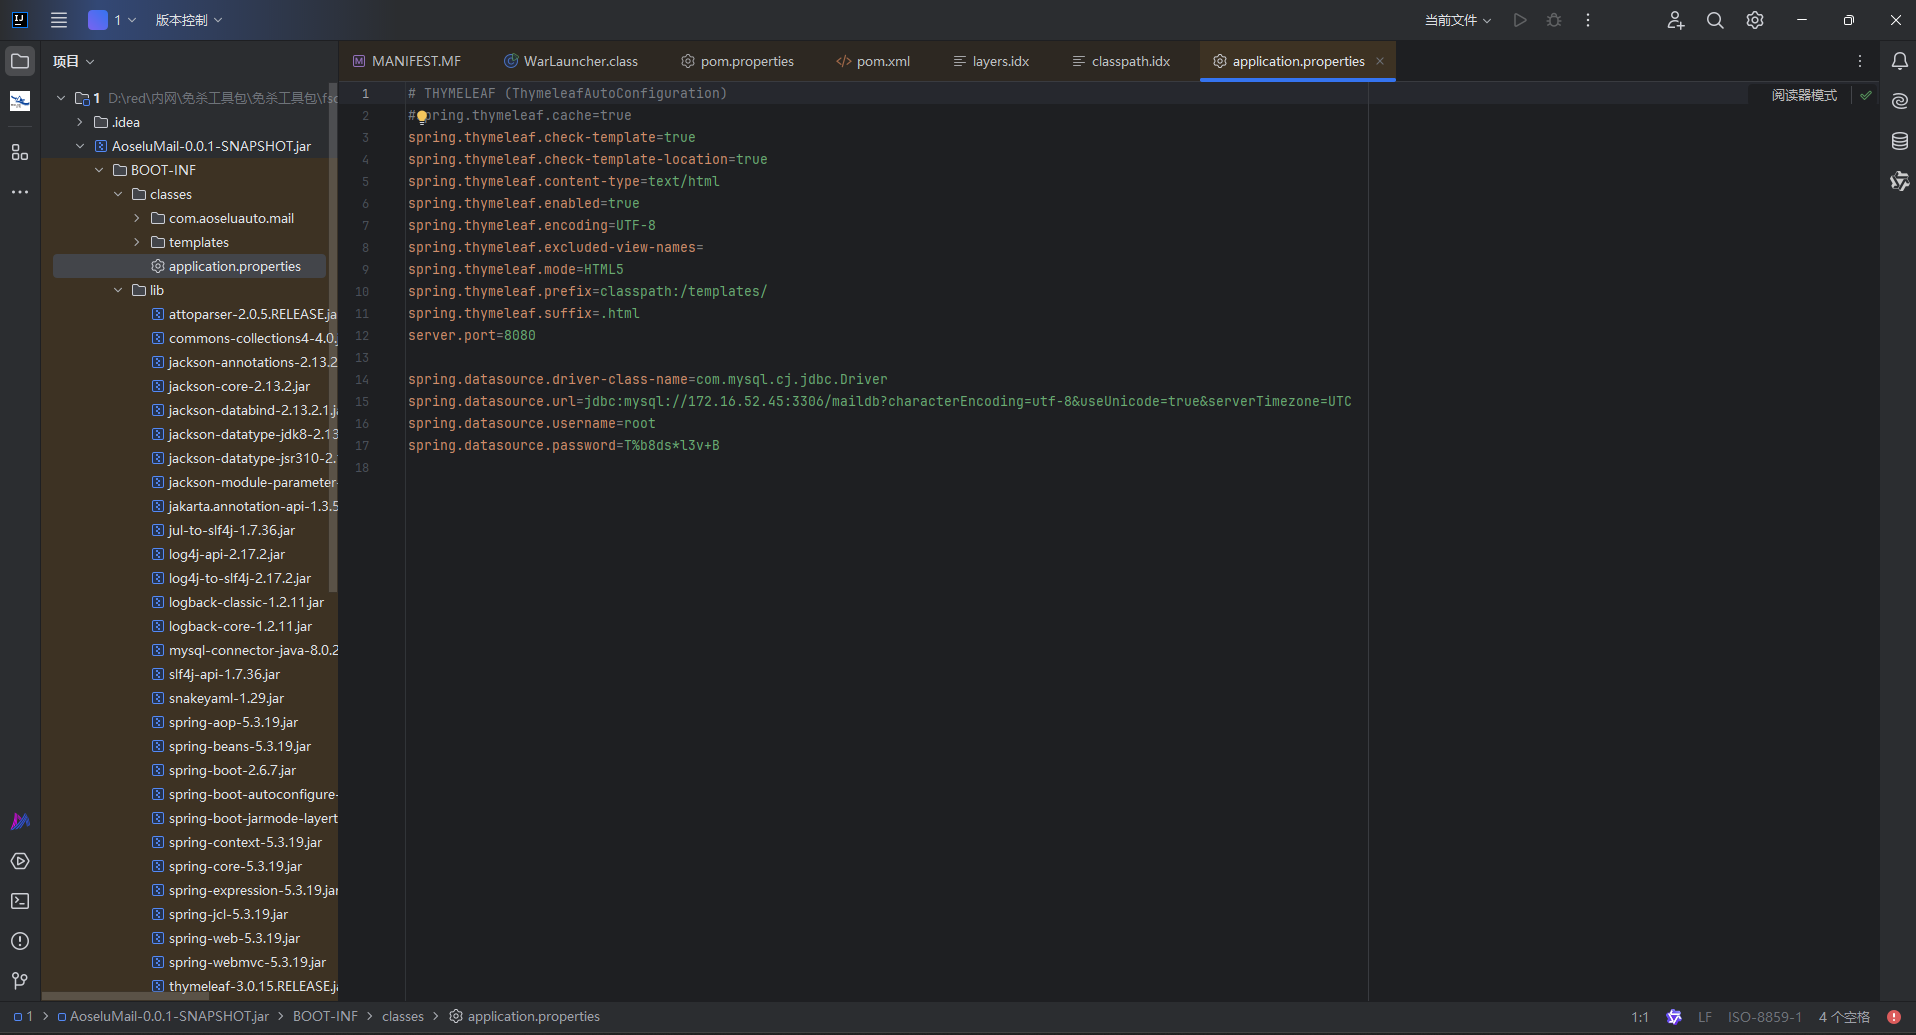 1 版本控制 当前文件
项目
MANIFEST.MF WarLauncher.class pom.properties pom.xml layers.idx classpath.idx application.properties
1 D:\red\内网\免杀工具包\免杀工具包\fsc
.idea
AoseluMail-0.0.1-SNAPSHOT.jar
BOOT-INF
classes
com.aoseluauto.mail
templates
application.properties
lib
attoparser-2.0.5.RELEASE.ja
commons-collections4-4.0.
jackson-annotations-2.13.2
jackson-core-2.13.2.jar
jackson-databind-2.13.2.1.ja
jackson-datatype-jdk8-2.13
jackson-datatype-jsr310-2.
jackson-module-parameter-
jakarta.annotation-api-1.3.5
jul-to-slf4j-1.7.36.jar
log4j-api-2.17.2.jar
log4j-to-slf4j-2.17.2.jar
logback-classic-1.2.11.jar
logback-core-1.2.11.jar
mysql-connector-java-8.0.2
slf4j-api-1.7.36.jar
snakeyaml-1.29.jar
spring-aop-5.3.19.jar
spring-beans-5.3.19.jar
spring-boot-2.6.7.jar
spring-boot-autoconfigure-
spring-boot-jarmode-layert
spring-context-5.3.19.jar
spring-core-5.3.19.jar
spring-expression-5.3.19.jar
spring-jcl-5.3.19.jar
spring-web-5.3.19.jar
spring-webmvc-5.3.19.jar
thymeleaf-3.0.15.RELEASE.ja
阅读器模式
1 # THYMELEAF (ThymeleafAutoConfiguration)
2 #spring.thymeleaf.cache=true
3 spring.thymeleaf.check-template=true
4 spring.thymeleaf.check-template-location=true
5 spring.thymeleaf.content-type=text/html
6 spring.thymeleaf.enabled=true
7 spring.thymeleaf.encoding=UTF-8
8 spring.thymeleaf.excluded-view-names=
9 spring.thymeleaf.mode=HTML5
10 spring.thymeleaf.prefix=classpath:/templates/
11 spring.thymeleaf.suffix=.html
12 server.port=8080
13
14 spring.datasource.driver-class-name=com.mysql.cj.jdbc.Driver
15 spring.datasource.url=jdbc:mysql://172.16.52.45:3306/maildb?characterEncoding=utf-8&useUnicode=true&serverTimezone=UTC
16 spring.datasource.username=root
17 spring.datasource.password=T%b8ds*l3v+B
18
1 > AoseluMail-0.0.1-SNAPSHOT.jar > BOOT-INF > classes > application.properties
1:1 LF ISO-8859-1 4 个空格